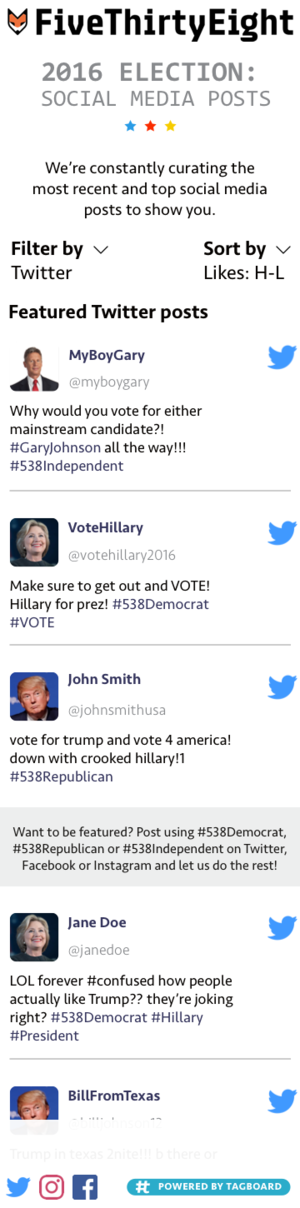 FiveThirtyEight
2016 ELECTION:
SOCIAL MEDIA POSTS
We're constantly curating the
most recent and top social media
posts to show you.
Filter by
Sort by
Twitter
Likes: H-L
Featured Twitter posts
MyBoyGary
@myboygary
Why would you vote for either
mainstream candidate?!
#GaryJohnson all the way!!!
#538Independent
VoteHillary
@votehillary2016
Make sure to get out and VOTE!
Hillary for prez! #538Democrat
#VOTE
John Smith
@johnsmithusa
vote for trump and vote 4 america!
down with crooked hillary!1
#538Republican
Want to be featured? Post using #538Democrat,
#538Republican or #538Independent on Twitter,
Facebook or Instagram and let us do the rest!
Jane Doe
@janedoe
LOL forever #confused how people
actually like Trump?? they're joking
right? #538Democrat #Hillary
#President
BillFromTexas
Trump in texas 2nite!!! b there or
POWERED BY TAGBOARD